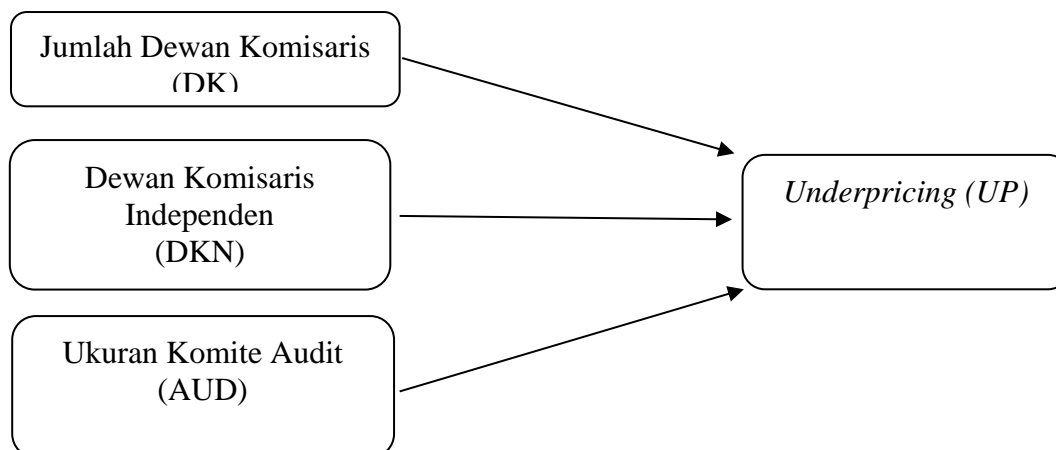 Jumlah Dewan Komisaris
(DK)
Dewan Komisaris
Independen
(DKN)
Ukuran Komite Audit
(AUD)
Underpricing (UP)